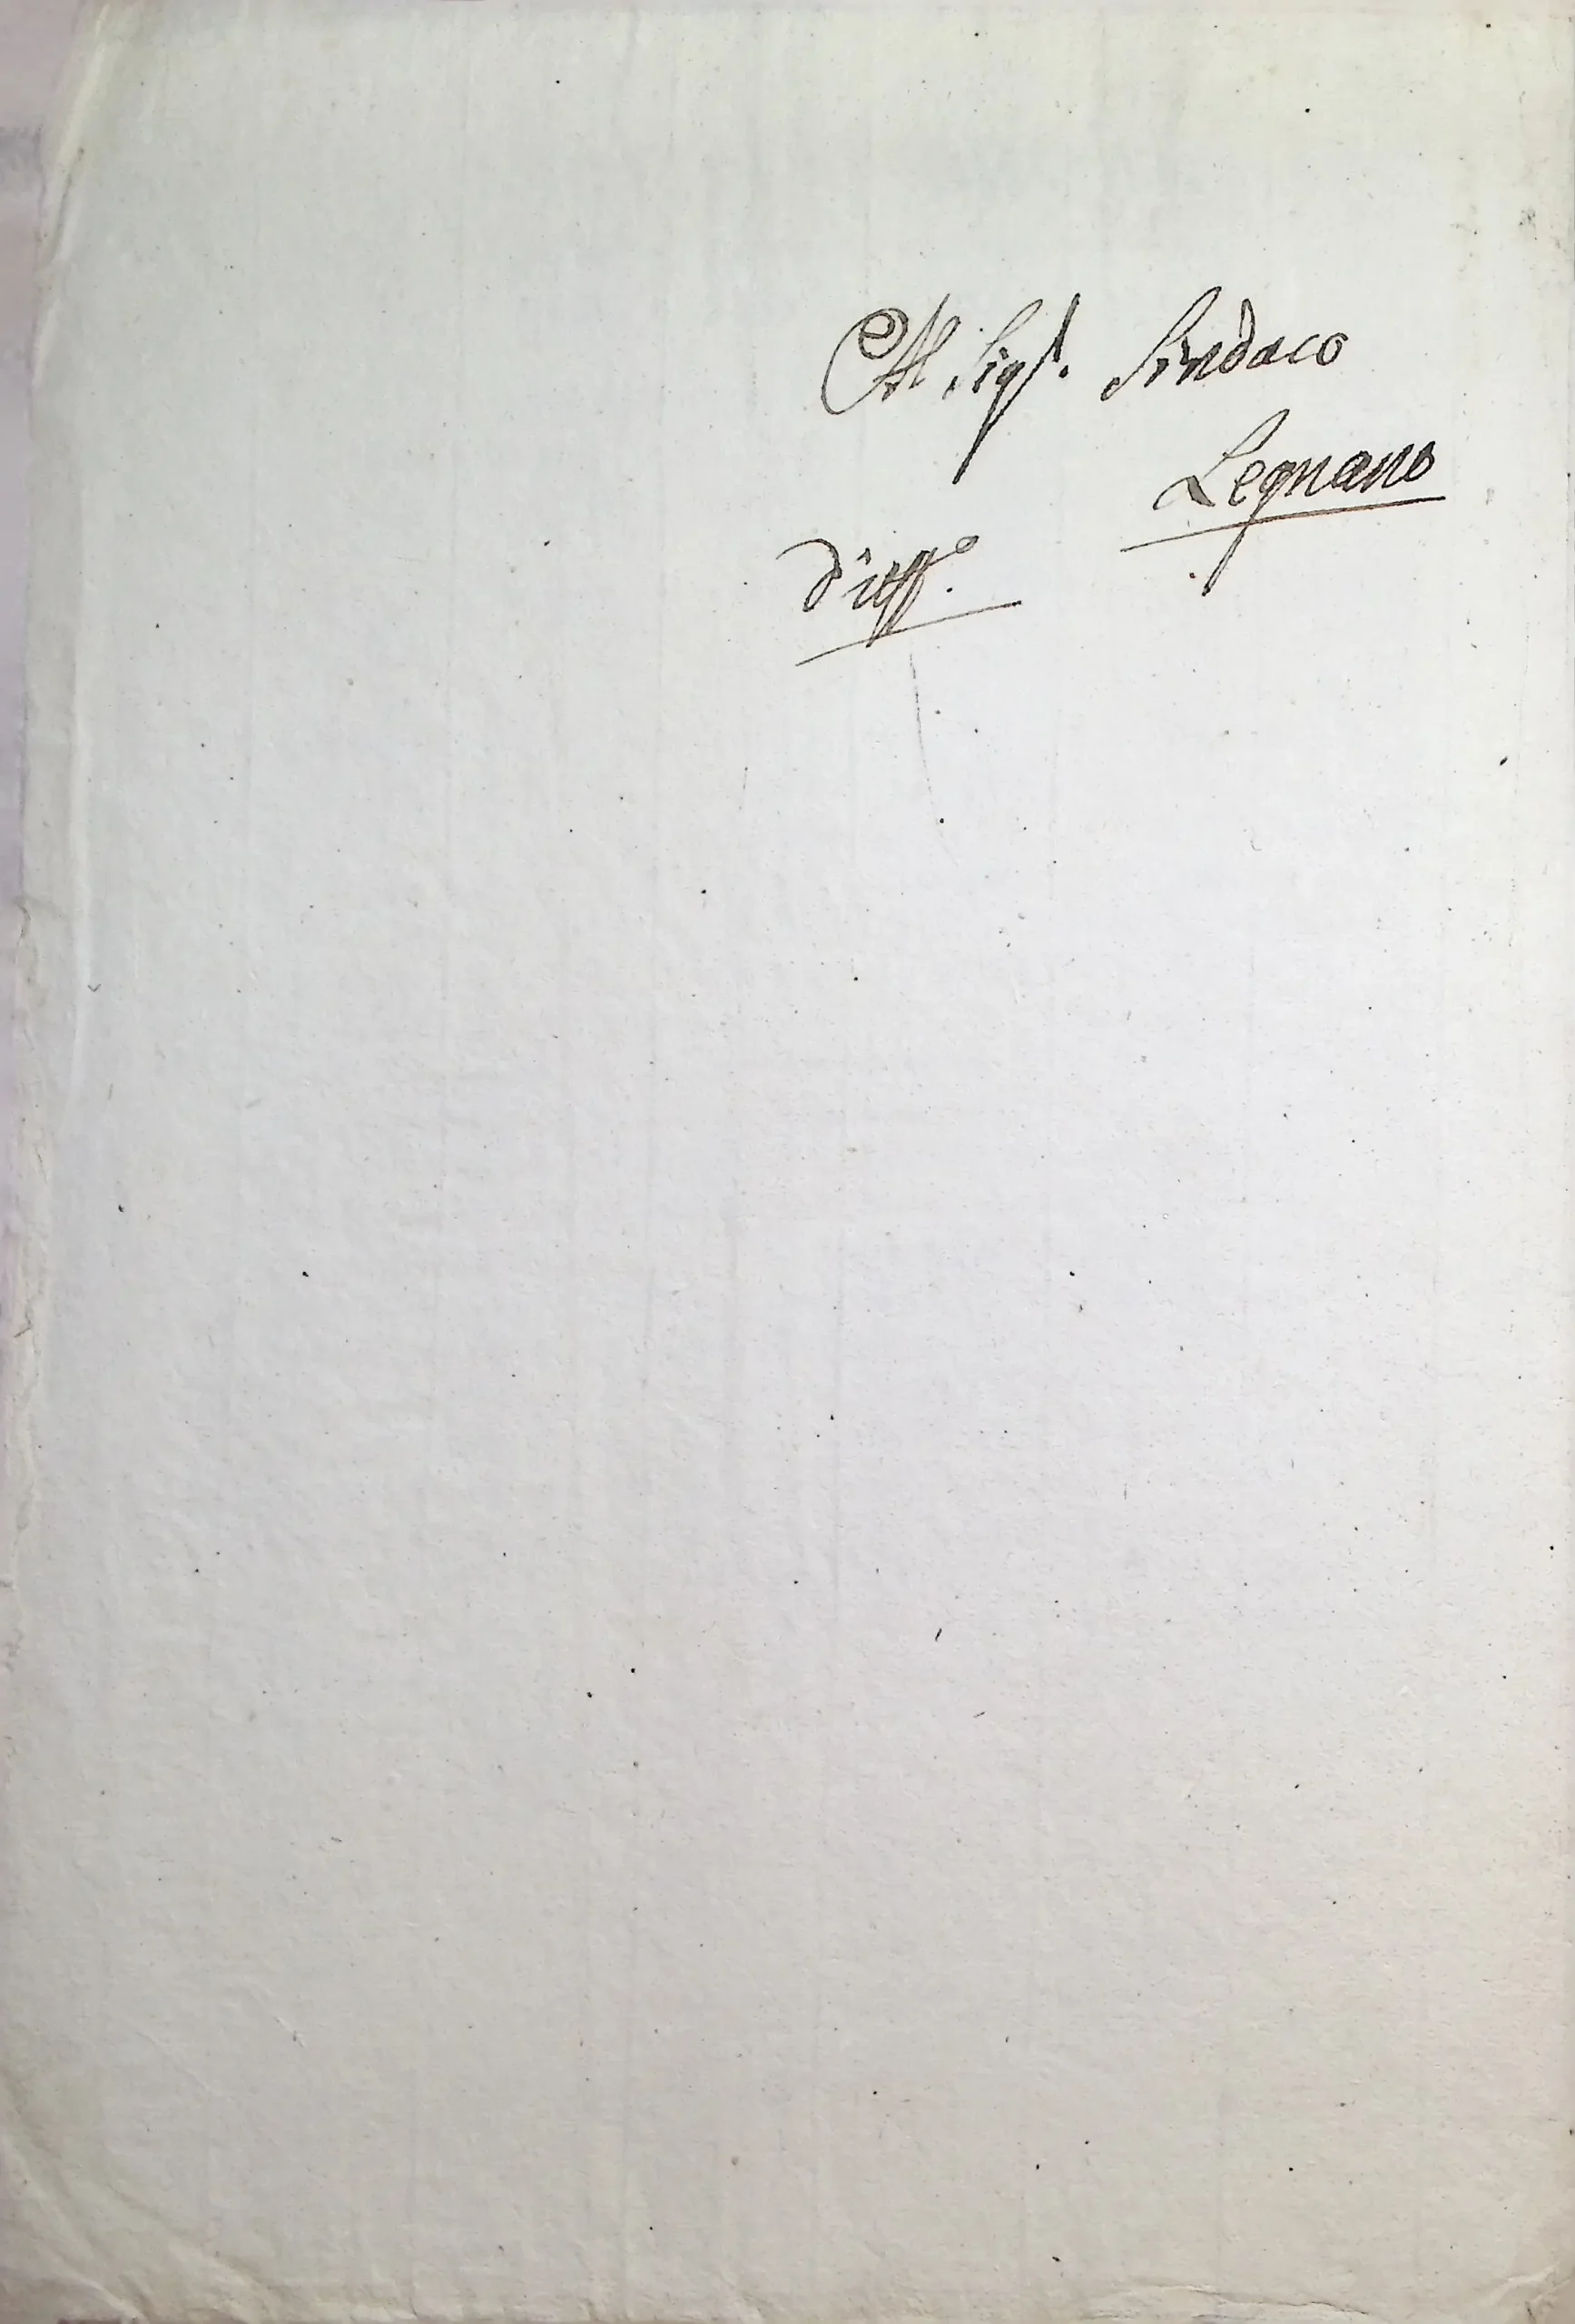 Al Sigr. Sindaco
Legnano
d'uffo.